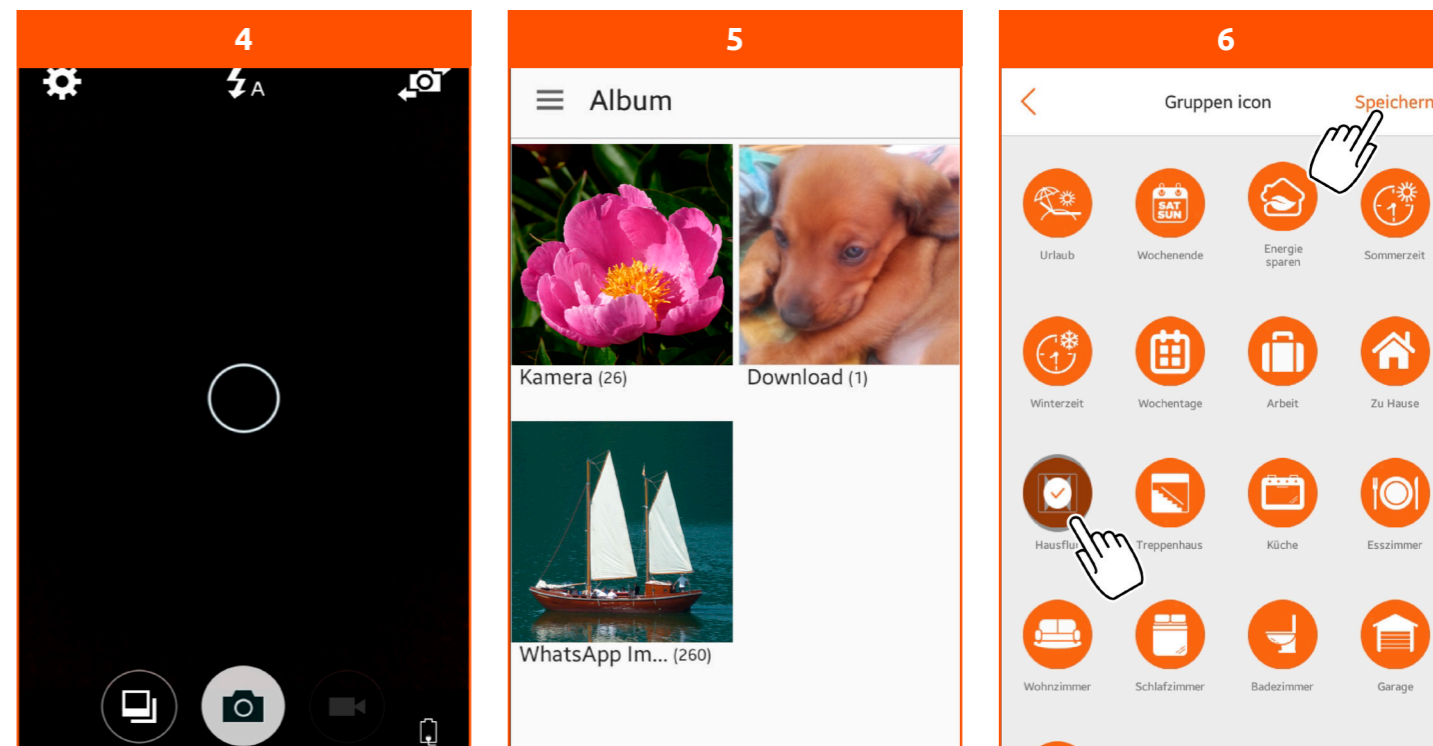 4
A
5
Album
Kamera (26)
Download (1)
WhatsApp Im... (260)
6
Gruppen icon
Speichern
SAT
SUN
Urlaub
Wochenende
Energie
sparen
Sommerzeit
Winterzeit
Wochentage
Arbeit
Zu Hause
Hausflu
Treppenhaus
Küche
Esszimmer
Wohnzimmer
Schlafzimmer
Badezimmer
Garage